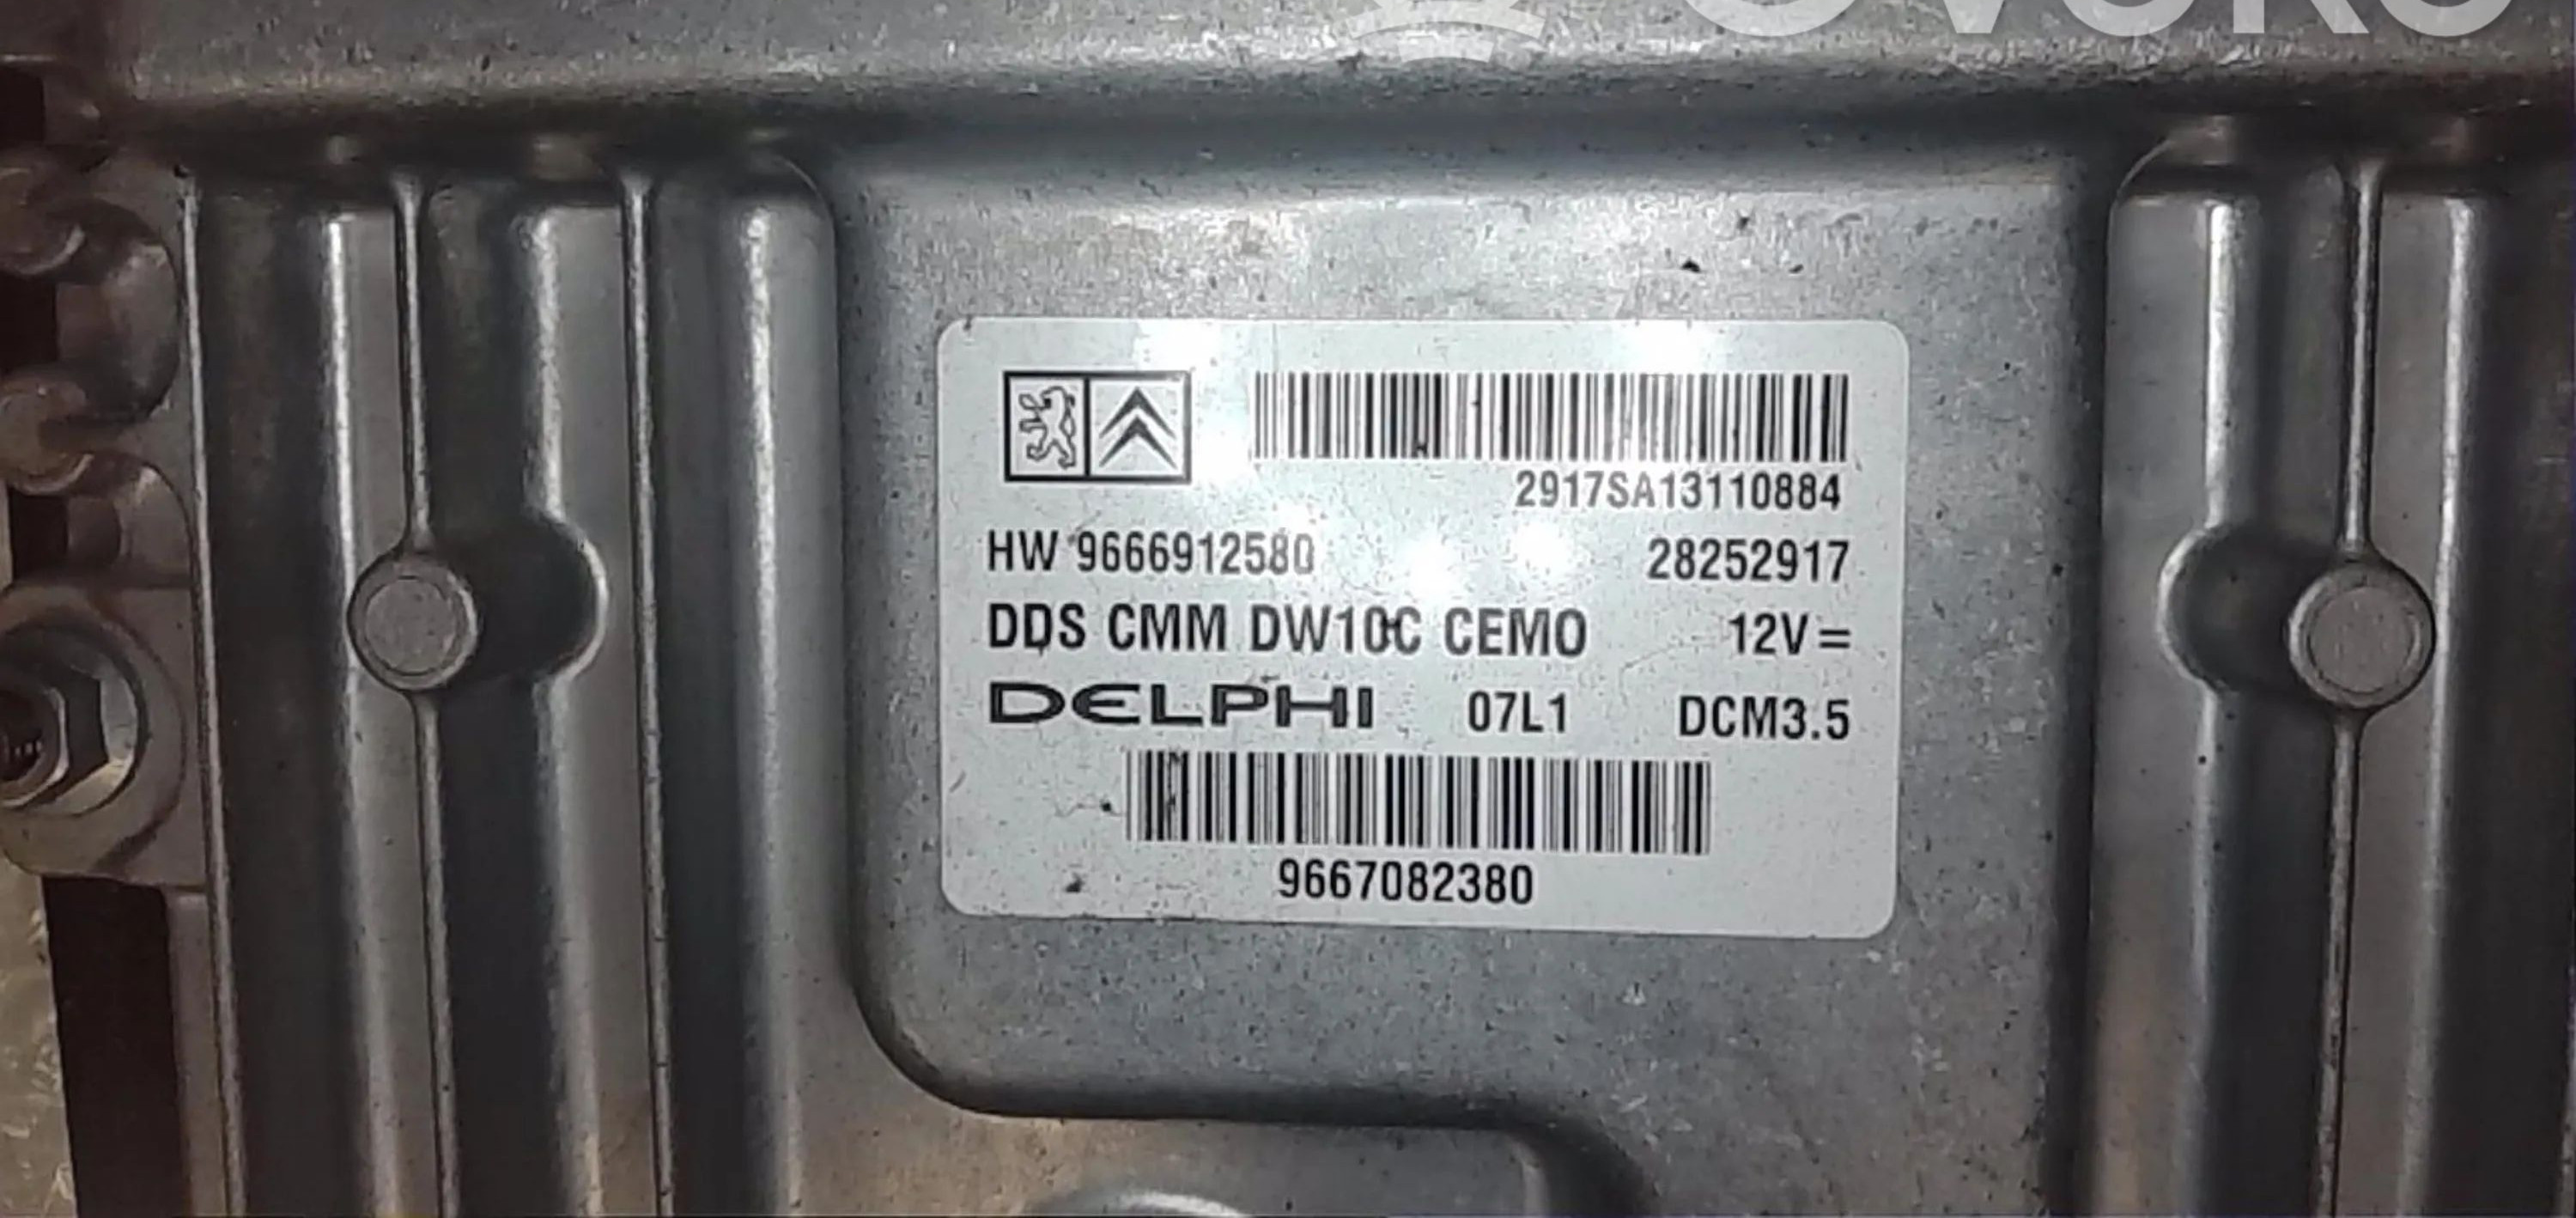 2917SA13110884
HW 9666912580 28252917
DDS CMM DW10C CEMO 12V=
DELPHI 07L1 DCM3.5
9667082380